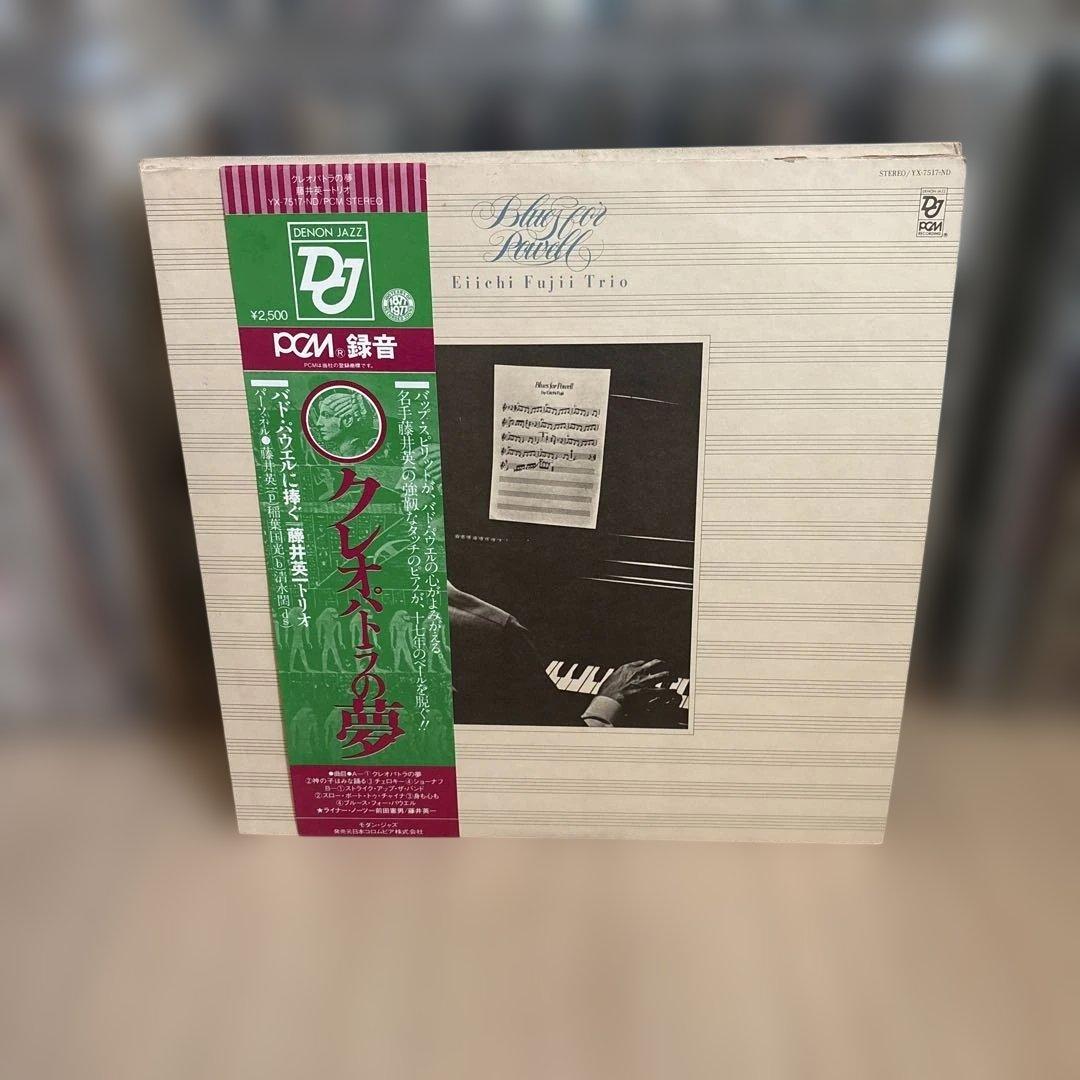 クレオパトラの夢
藤井英一トリオ
YX-7517-ND/PCM STEREO
DENON JAZZ
DJ
¥2,500
1877
1977
PCM®録音
PCMは当社の登録商標です。
バップ・スピリットが、バド・パウエルの心がよみがえる。
名手藤井英一の強靱なタッチのピアノが、十七年のベールを脱ぐ!!
クレオパトラの夢
バド・パウエルに捧ぐ 藤井英一トリオ
パーソネル●藤井英一(p)稲葉国光(b)清水閏(ds)
●曲目●A―①クレオパトラの夢
②神の子はみな踊る③チェロキー④ショーナフ
B―①ストライク・アップ・ザ・バンド
②スロー・ボート・トゥ・チャイナ③身も心も
④ブルース・フォー・パウエル
★ライナー・ノーツ―前田憲男/藤井英一
モダン・ジャズ
発売元日本コロムビア株式会社
Blues for
Powell
Eiichi Fujii Trio
STEREO/YX-7517-ND
DENON JAZZ
DJ
PCM
RECORDING
Blues for Powell
by Eiichi Fujii